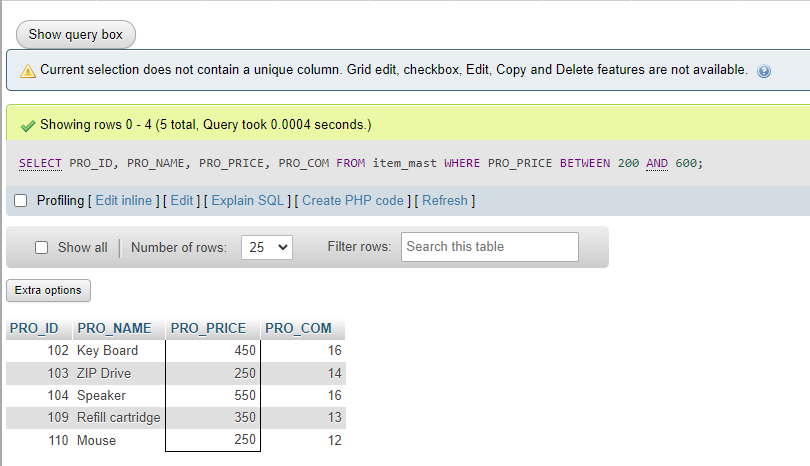 Show query box
Current selection does not contain a unique column. Grid edit, checkbox, Edit, Copy and Delete features are not available.
Showing rows 0 - 4 (5 total, Query took 0.0004 seconds.)
SELECT PRO_ID, PRO_NAME, PRO_PRICE, PRO_COM FROM item_mast WHERE PRO_PRICE BETWEEN 200 AND 600;
Profiling [ Edit inline ] [ Edit ] [ Explain SQL ] [ Create PHP code ] [ Refresh ]
Show all Number of rows: 25 Filter rows: Search this table
Extra options
PRO_ID PRO_NAME PRO_PRICE PRO_COM
102 Key Board 450 16
103 ZIP Drive 250 14
104 Speaker 550 16
109 Refill cartridge 350 13
110 Mouse 250 12